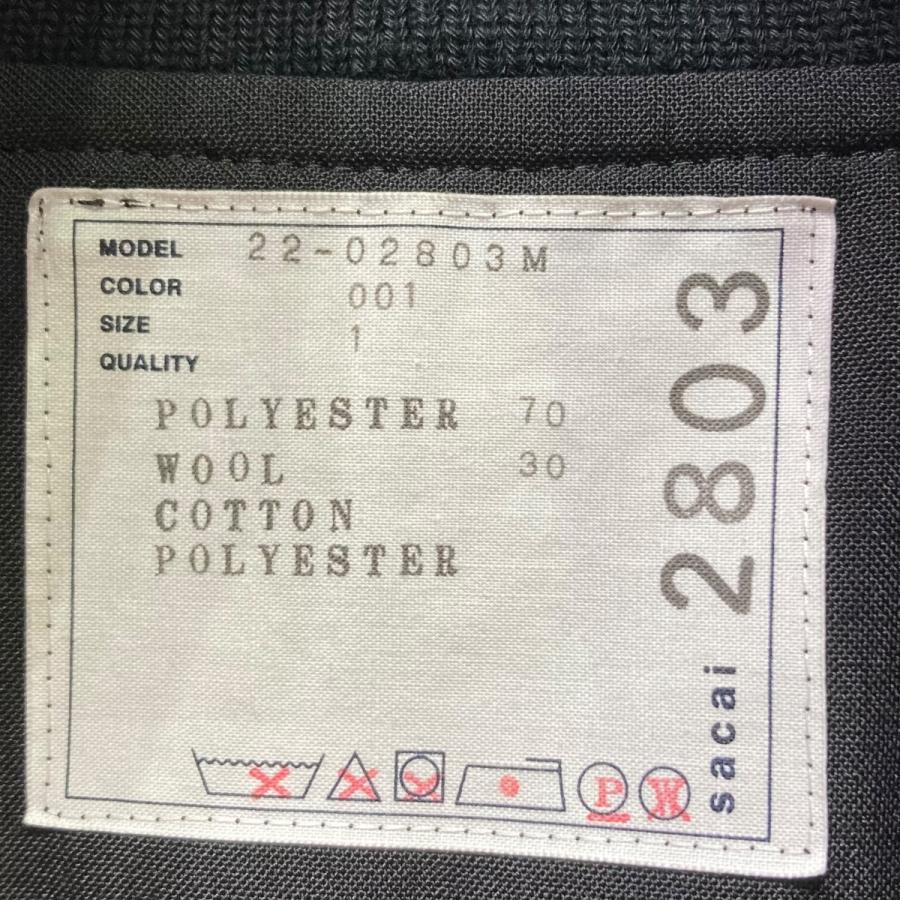 MODEL 22-02803M
COLOR 001
SIZE 1
QUALITY
POLYESTER 70
WOOL 30
COTTON
POLYESTER
2803
sacai
P W